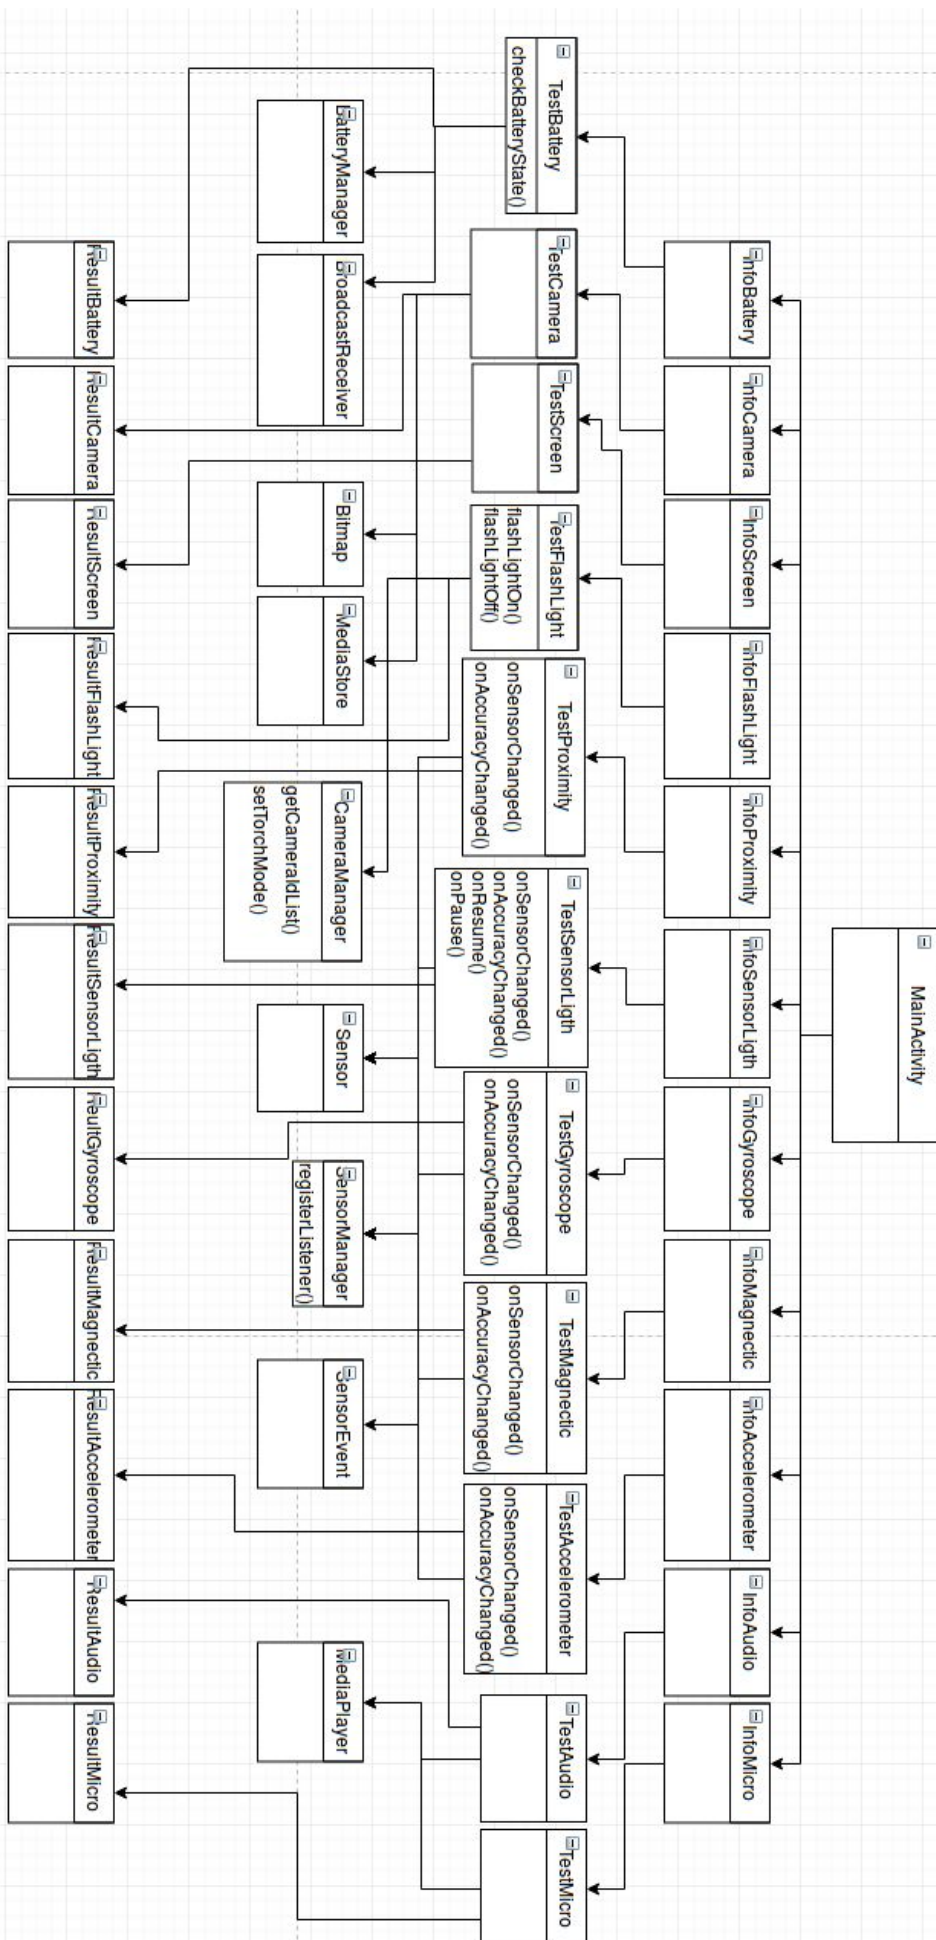 MainActivity
InfoBattery
InfoCamera
InfoScreen
InfoFlashLight
InfoProximity
InfoSensorLigth
InfoGyroscope
InfoMagnectic
InfoAccelerometer
InfoAudio
InfoMicro
TestBattery
checkBatteryState()
TestCamera
TestScreen
TestFlashLight
flashLightOn()
flashLightOff()
TestProximity
onSensorChanged()
onAccuracyChanged()
TestSensorLigth
onSensorChanged()
onAccuracyChanged()
onResume()
onPause()
TestGyroscope
onSensorChanged()
onAccuracyChanged()
TestMagnectic
onSensorChanged()
onAccuracyChanged()
TestAccelerometer
onSensorChanged()
onAccuracyChanged()
TestAudio
TestMicro
BatteryManager
BroadcastReceiver
Bitmap
MediaStore
CameraManager
getCameraIdList()
setTorchMode()
Sensor
SensorManager
registerListener()
SensorEvent
MediaPlayer
ResultBattery
ResultCamera
ResultScreen
ResultFlashLight
ResultProximity
ResultSensorLigth
ReultGyroscope
ResultMagnectic
ResultAccelerometer
ResultAudio
ResultMicro